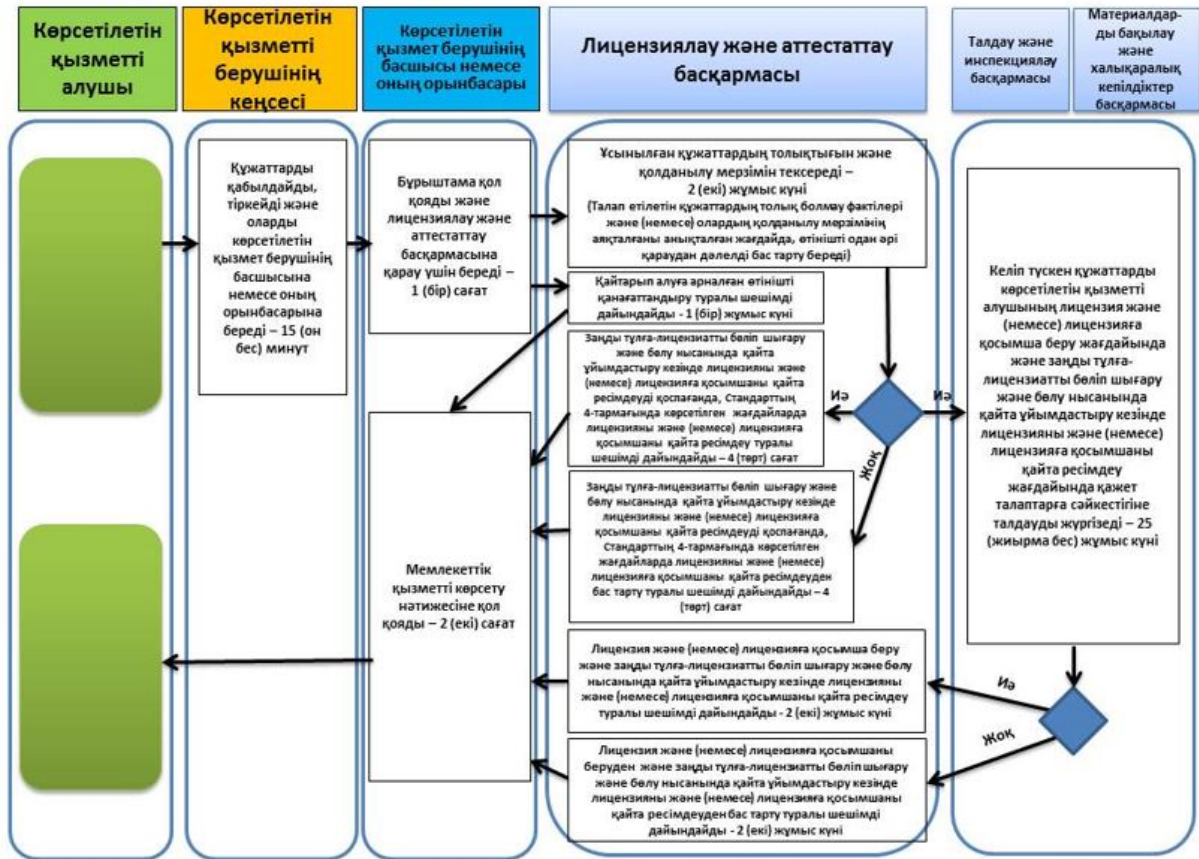 Көрсетілетін
қызметті
алушы
Көрсетілетін
қызметті
берушінің
кеңсесі
Көрсетілетін
қызмет берушінің
басшысы немесе
оның орынбасары
Лицензиялау және аттестаттау
басқармасы
Талдау және
инспекциялау
басқармасы
Материалдар-
ды бақылау
және
халықаралық
кепілдіктер
басқармасы
Құжаттарды
қабылдайды,
тіркейді және
оларды
көрсетілетін
қызмет берушінің
басшысына
немесе оның
орынбасарына
береді – 15 (он
бес) минут
Бұрыштама қол
қояды және
лицензиялау және
аттестаттау
басқармасына
қарау үшін береді –
1 (бір) сағат
Ұсынылған құжаттардың толықтығын және
қолданылу мерзімін тексереді –
2 (екі) жұмыс күні
(Талап етілетін құжаттардың толық болмау фактілері
және (немесе) олардың қолданылу мерзімінің
аяқталғаны анықталған жағдайда, өтінішті одан әрі
қараудан дәлелді бас тарту береді)
Қайтарып алуға арналған өтінішті
қанағаттандыру туралы шешімді
дайындайды - 1 (бір) жұмыс күні
Заңды тұлға-лицензиатты бөліп шығару
және бөлу нысанында қайта
ұйымдастыру кезінде лицензияны және
(немесе) лицензияға қосымшаны қайта
ресімдеуді қоспағанда, Стандарттың
4-тармағында көрсетілген жағдайларда
лицензияны және (немесе) лицензияға
қосымшаны қайта ресімдеу туралы
шешімді дайындайды – 4 (төрт) сағат
Иә
Иә
Жоқ
Заңды тұлға-лицензиатты бөліп шығару және
бөлу нысанында қайта ұйымдастыру кезінде
лицензияны және (немесе) лицензияға
қосымшаны қайта ресімдеуді қоспағанда,
Стандарттың 4-тармағында көрсетілген
жағдайларда лицензияны және (немесе)
лицензияға қосымшаны қайта ресімдеуден
бас тарту туралы шешімді дайындайды – 4
(төрт) сағат
Келіп түскен құжаттарды
көрсетілетін қызметті
алушының лицензия және
(немесе) лицензияға
қосымша беру жағдайында
және заңды тұлға-
лицензиатты бөліп шығару
және бөлу нысанында
қайта ұйымдастыру кезінде
лицензияны және (немесе)
лицензияға қосымшаны
қайта ресімдеу
жағдайында қажет
талаптарға сәйкестігіне
талдауды жүргізеді – 25
(жиырма бес) жұмыс күні
Мемлекеттік
қызметті көрсету
нәтижесіне қол
қояды – 2 (екі) сағат
Лицензия және (немесе) лицензияға қосымша беру
және заңды тұлға-лицензиатты бөліп шығару және бөлу
нысанында қайта ұйымдастыру кезінде лицензияны
және (немесе) лицензияға қосымшаны қайта ресімдеу
туралы шешімді дайындайды - 2 (екі) жұмыс күні
Иә
Жоқ
Лицензия және (немесе) лицензияға қосымшаны
беруден және заңды тұлға-лицензиатты бөліп шығару
және бөлу нысанында қайта ұйымдастыру кезінде
лицензияны және (немесе) лицензияға қосымшаны
қайта ресімдеуден бас тарту туралы шешімді
дайындайды - 2 (екі) жұмыс күні